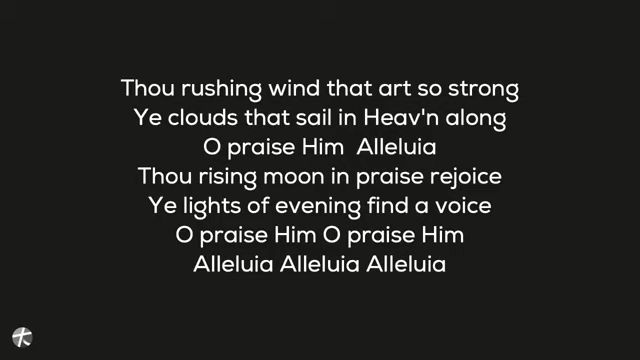 Thou rushing wind that art so strong
Ye clouds that sail in Heav'n along
O praise Him  Alleluia
Thou rising moon in praise rejoice
Ye lights of evening find a voice
O praise Him O praise Him
Alleluia Alleluia Alleluia